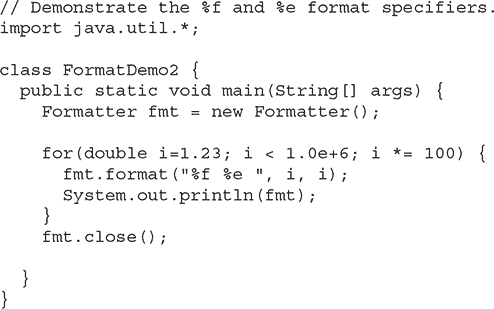 // Demonstrate the %f and %e format specifiers.
import java.util.*;

class FormatDemo2 {
  public static void main(String[] args) {
    Formatter fmt = new Formatter();

    for(double i=1.23; i < 1.0e+6; i *= 100) {
      fmt.format("%f %e ", i, i);
      System.out.println(fmt);
    }
    fmt.close();

  }
}